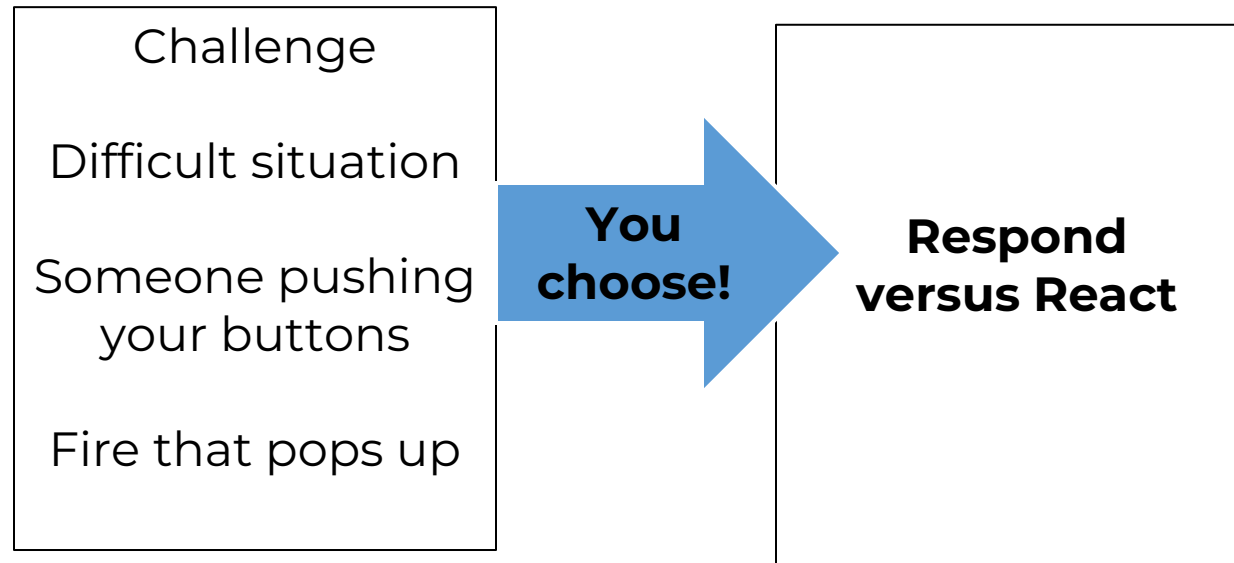 Challenge
Difficult situation
Someone pushing
your buttons
Fire that pops up
You
choose!
Respond
versus React